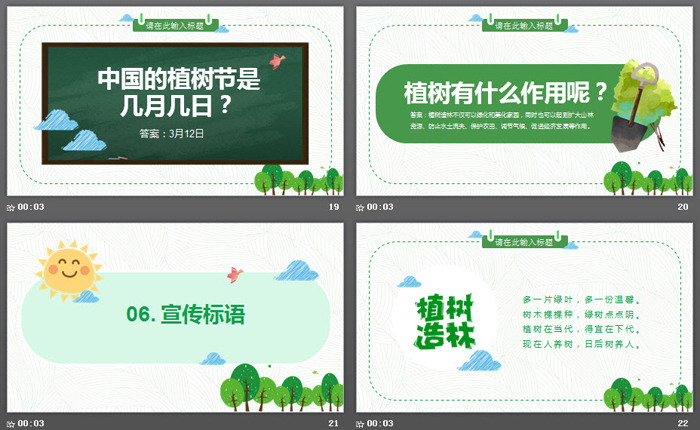 请在此输入标题
中国的植树节是
几月几日？
答案：3月12日
00:03
19
请在此输入标题
植树有什么作用呢？
答案：植树造林不仅可以绿化和美化家园，同时也可以起到扩大山林
资源、防止水土流失、保护农田、调节气候、促进经济发展等作用。
00:03
20
06. 宣传标语
00:03
21
请在此输入标题
植树
造林
多一片绿叶，多一份温馨。
树木棵棵种，绿树点点阴。
植树在当代，得宜在下代。
现在人养树，日后树养人。
00:03
22